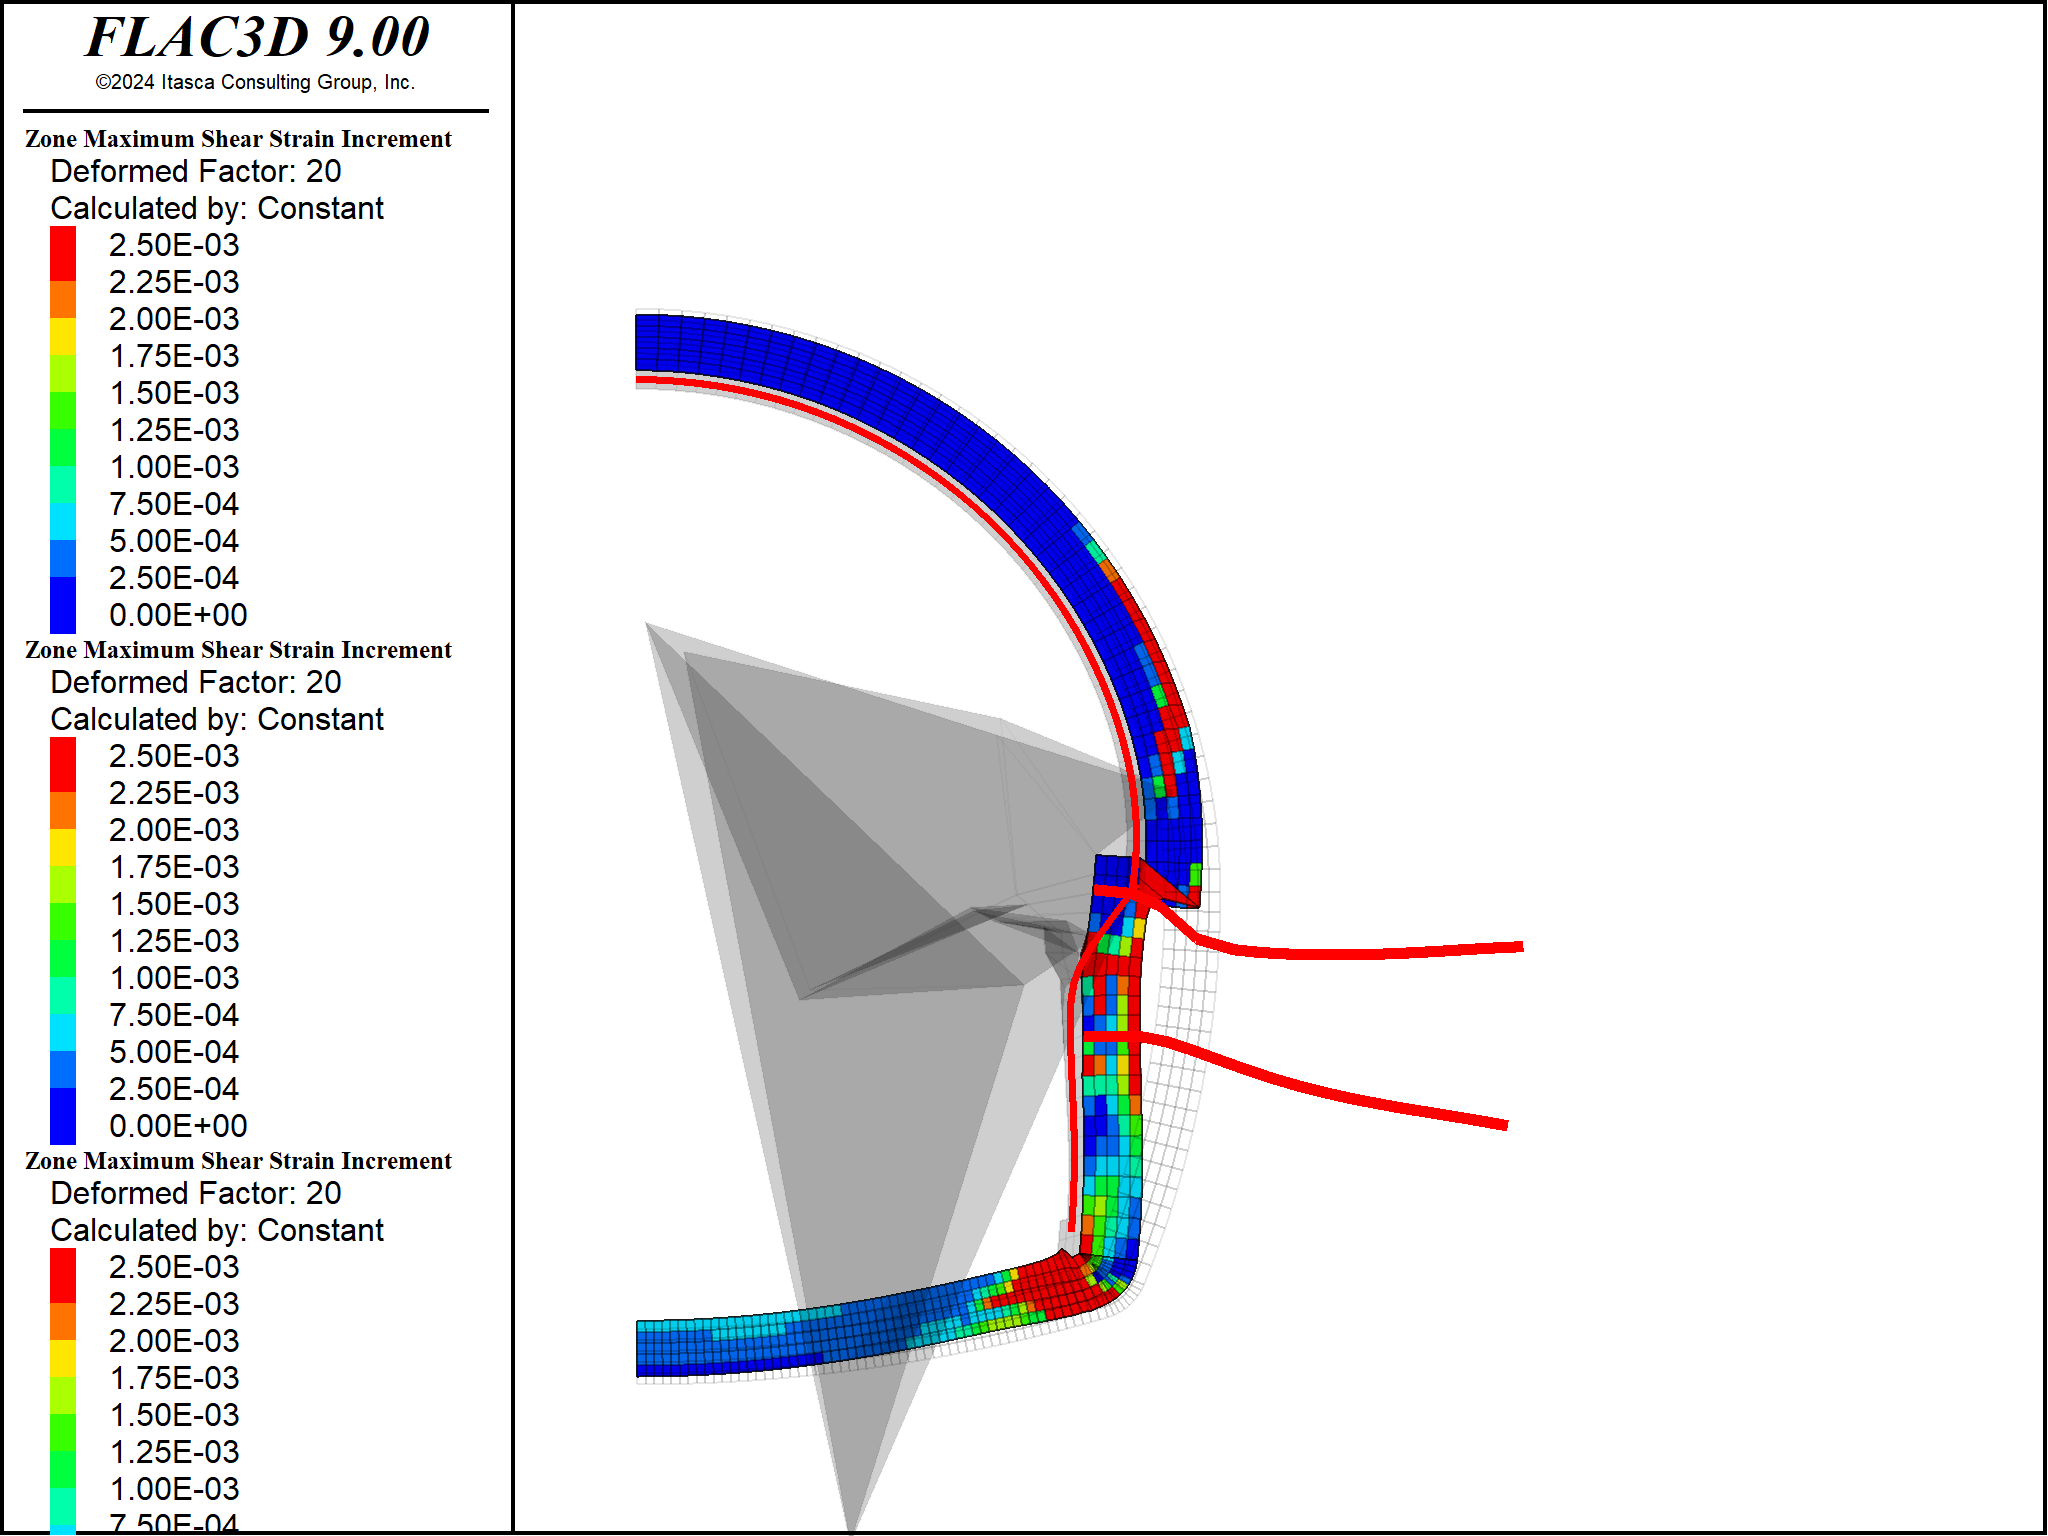 FLAC3D 9.00
©2024 Itasca Consulting Group, Inc.
Zone Maximum Shear Strain Increment
Deformed Factor: 20
Calculated by: Constant
2.50E-03
2.25E-03
2.00E-03
1.75E-03
1.50E-03
1.25E-03
1.00E-03
7.50E-04
5.00E-04
2.50E-04
0.00E+00
Zone Maximum Shear Strain Increment
Deformed Factor: 20
Calculated by: Constant
2.50E-03
2.25E-03
2.00E-03
1.75E-03
1.50E-03
1.25E-03
1.00E-03
7.50E-04
5.00E-04
2.50E-04
0.00E+00
Zone Maximum Shear Strain Increment
Deformed Factor: 20
Calculated by: Constant
2.50E-03
2.25E-03
2.00E-03
1.75E-03
1.50E-03
1.25E-03
1.00E-03
7.50E-04